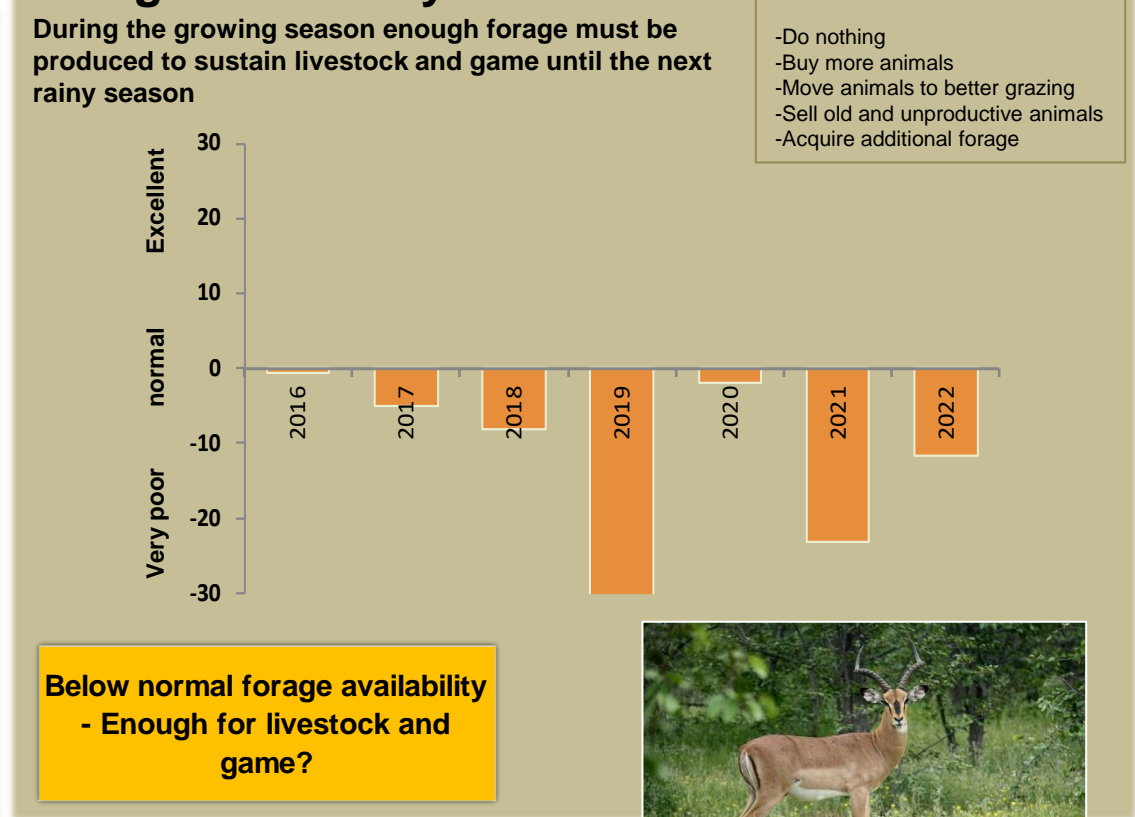 During the growing season enough forage must be
produced to sustain livestock and game until the next
rainy season
-Do nothing
-Buy more animals
-Move animals to better grazing
-Sell old and unproductive animals
-Acquire additional forage
Excellent
normal
Very poor
30
20
10
0
-10
-20
-30
2016
2017
2018
2019
2020
2021
2022
Below normal forage availability
- Enough for livestock and
game?